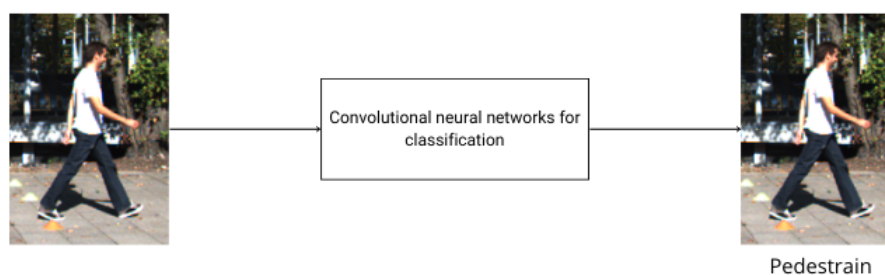 Convolutional neural networks for
classification
Pedestrain